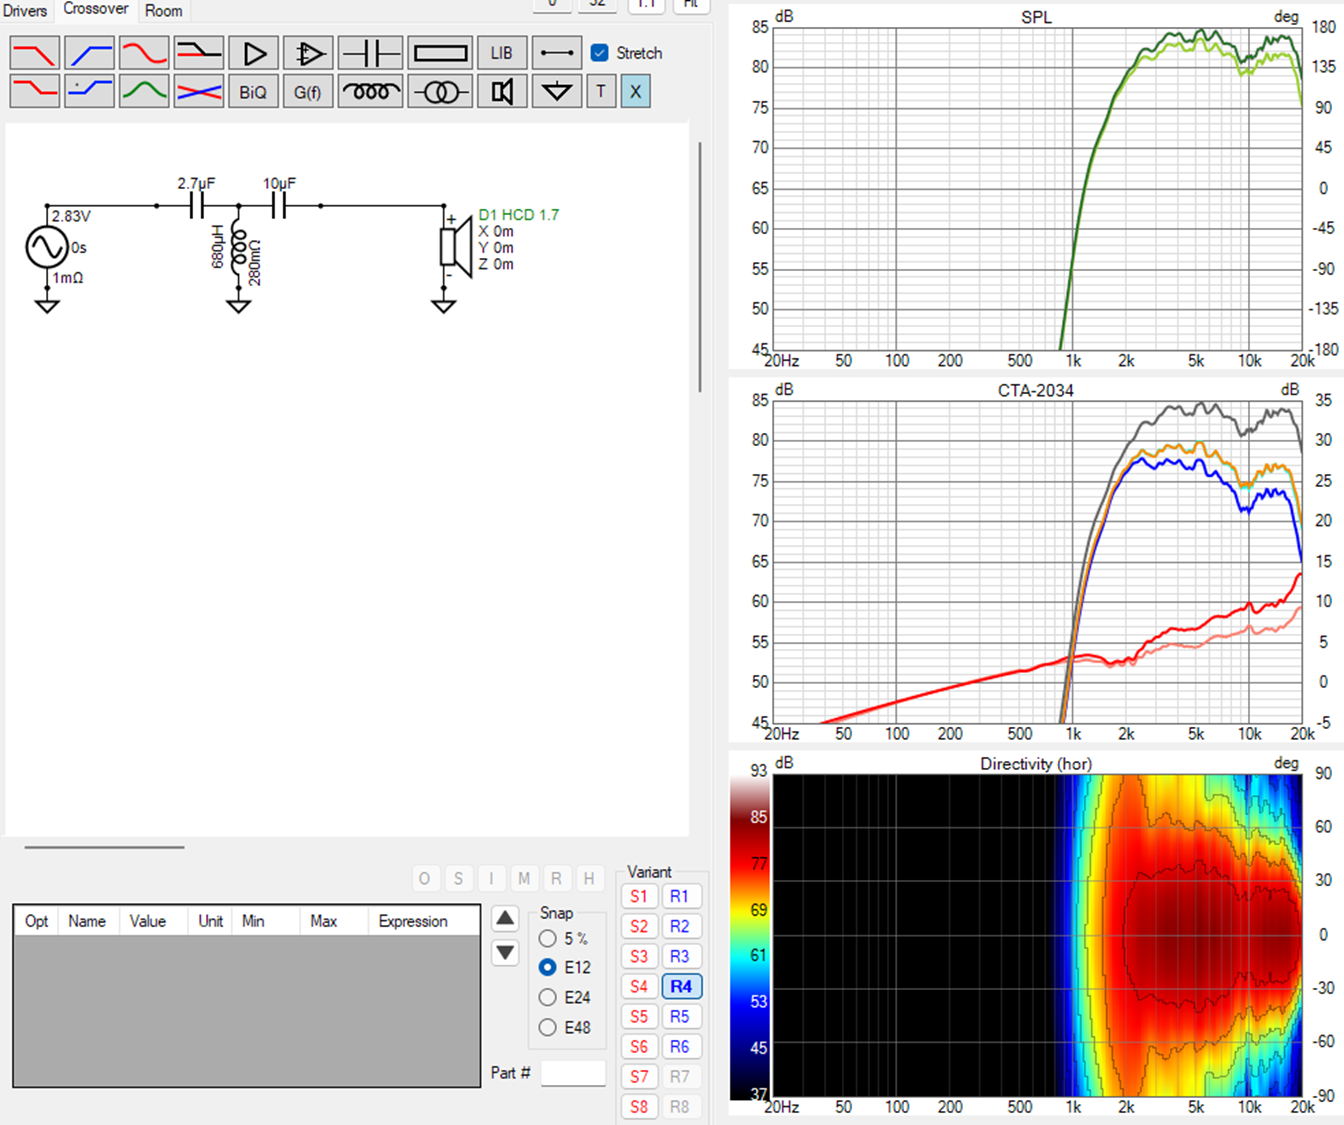 Drivers Crossover Room
0 32 1:1 Fit
LIB Stretch
BiQ G(f) T X
2.7µF 10µF
2.83V
0s
1mΩ
680µH
280mΩ
D1 HCD 1.7
+ X 0m
Y 0m
- Z 0m
O S I M R H
Opt Name Value Unit Min Max Expression
Snap
5 %
E12
E24
E48
Part #
Variant
S1 R1
S2 R2
S3 R3
S4 R4
S5 R5
S6 R6
S7 R7
S8 R8
dB SPL deg
85 180
80 135
75 90
70 45
65 0
60 -45
55 -90
50 -135
45 -180
20Hz 50 100 200 500 1k 2k 5k 10k 20k
dB CTA-2034 dB
85 35
80 30
75 25
70 20
65 15
60 10
55 5
50 0
45 -5
20Hz 50 100 200 500 1k 2k 5k 10k 20k
dB Directivity (hor) deg
93 90
85
77 60
69 30
61 0
53 -30
45 -60
37 -90
20Hz 50 100 200 500 1k 2k 5k 10k 20k